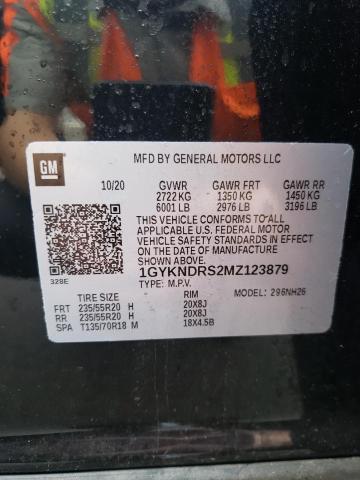 GM
MFD BY GENERAL MOTORS LLC
10/20 GVWR GAWR FRT GAWR RR
2722 KG 1350 KG 1450 KG
6001 LB 2976 LB 3196 LB
THIS VEHICLE CONFORMS TO ALL
APPLICABLE U.S. FEDERAL MOTOR
VEHICLE SAFETY STANDARDS IN EFFECT
ON THE DATE OF MANUFACTURE
SHOWN ABOVE.
328E 1GYKNDRS2MZ123879
TYPE: M.P.V. MODEL: 296NH26
TIRE SIZE RIM
FRT 235/55R20 H 20X8J
RR 235/55R20 H 20X8J
SPA T135/70R18 M 18X4.5B